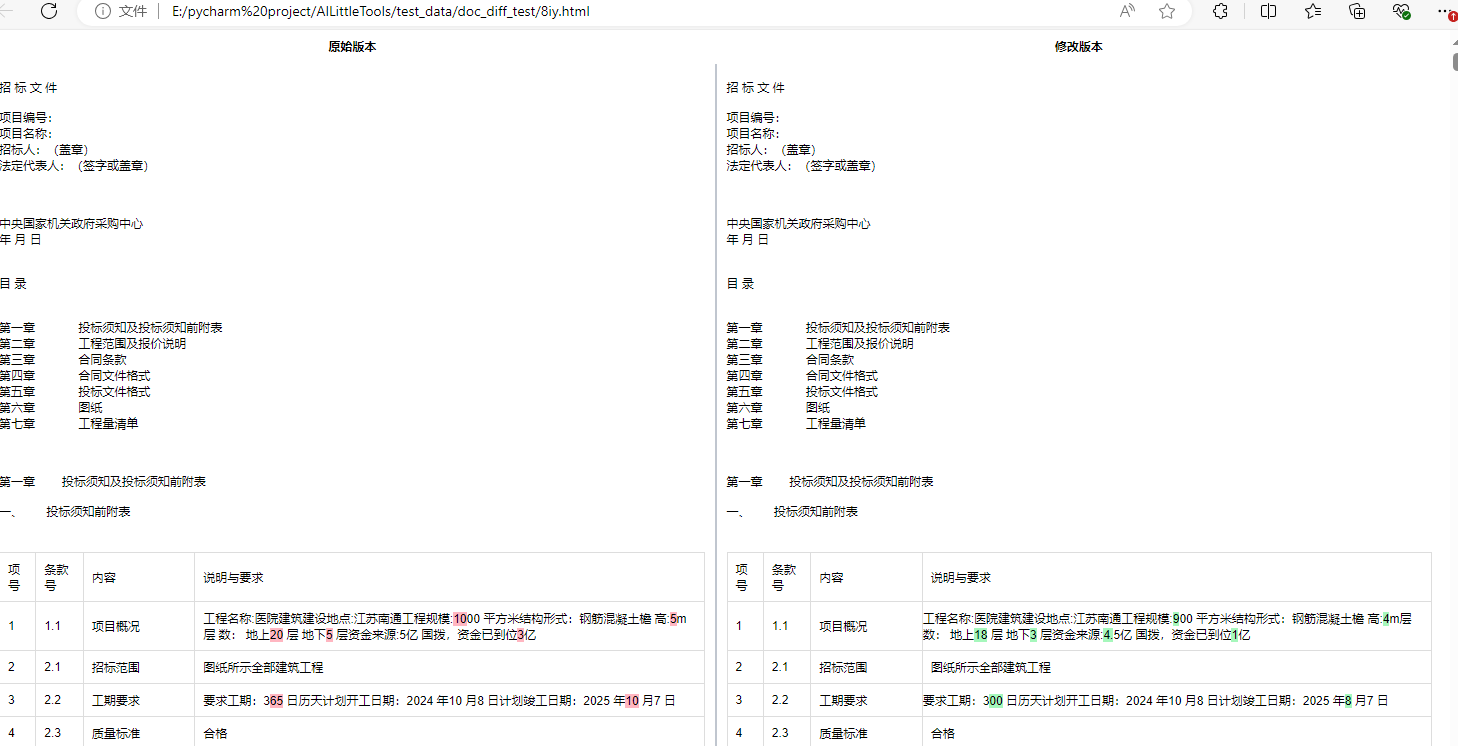 文件
E:/pycharm%20project/AILittleTools/test_data/doc_diff_test/8iy.html
原始版本
招 标 文 件
项目编号：
项目名称：
招标人：（盖章）
法定代表人：（签字或盖章）
中央国家机关政府采购中心
年 月 日
目 录
第一章 投标须知及投标须知前附表
第二章 工程范围及报价说明
第三章 合同条款
第四章 合同文件格式
第五章 投标文件格式
第六章 图纸
第七章 工程量清单
第一章 投标须知及投标须知前附表
一、 投标须知前附表
项号 条款号 内容 说明与要求
1 1.1 项目概况 工程名称:医院建筑建设地点:江苏南通工程规模:1000 平方米结构形式：钢筋混凝土檐 高:5m
层 数： 地上20 层 地下5 层资金来源:5亿 国拨，资金已到位3亿
2 2.1 招标范围 图纸所示全部建筑工程
3 2.2 工期要求 要求工期：365 日历天计划开工日期：2024 年10 月8 日计划竣工日期：2025 年10 月7 日
4 2.3 质量标准 合格
修改版本
招 标 文 件
项目编号：
项目名称：
招标人：（盖章）
法定代表人：（签字或盖章）
中央国家机关政府采购中心
年 月 日
目 录
第一章 投标须知及投标须知前附表
第二章 工程范围及报价说明
第三章 合同条款
第四章 合同文件格式
第五章 投标文件格式
第六章 图纸
第七章 工程量清单
第一章 投标须知及投标须知前附表
一、 投标须知前附表
项号 条款号 内容 说明与要求
1 1.1 项目概况 工程名称:医院建筑建设地点:江苏南通工程规模:900 平方米结构形式：钢筋混凝土檐 高:4m层
数： 地上18 层 地下3 层资金来源:4.5亿 国拨，资金已到位1亿
2 2.1 招标范围 图纸所示全部建筑工程
3 2.2 工期要求 要求工期：300 日历天计划开工日期：2024 年10 月8 日计划竣工日期：2025 年8 月7 日
4 2.3 质量标准 合格